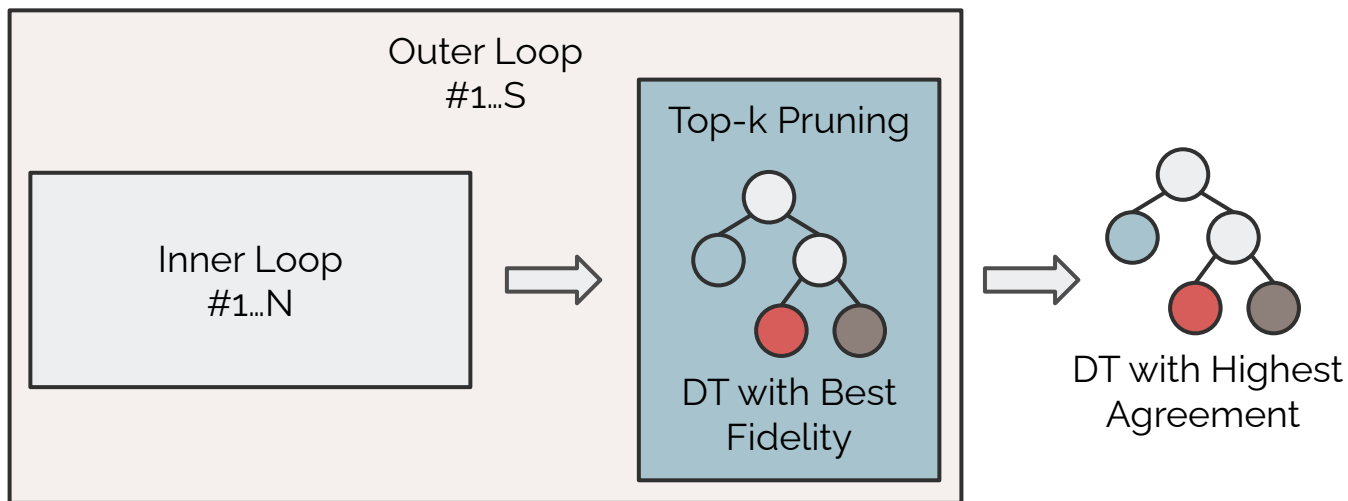 Outer Loop
#1...S
Inner Loop
#1...N
Top-k Pruning
DT with Best
Fidelity
DT with Highest
Agreement